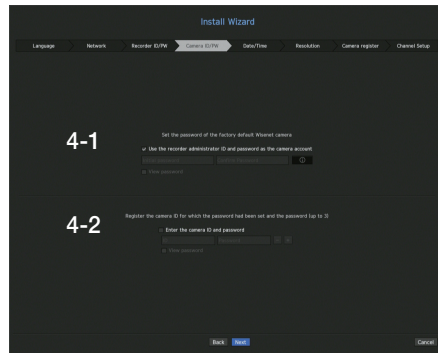 Install Wizard
Language Network Recorder ID/PW Camera ID/PW Date/Time Resolution Camera register Channel Setup
4-1
Set the password of the factory default Wisenet camera
Use the recorder administrator ID and password as the camera account
View password
4-2
Register the camera ID for which the password had been set and the password (up to 3)
Enter the camera ID and password
ID Password
View password
Back Next Cancel